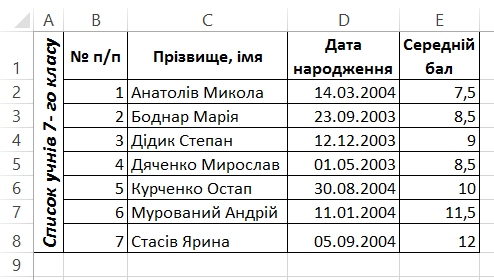 A B C D E
1 № п/п Прізвище, імя Дата народження Середній бал
Список учнів 7- го класу
2 1 Анатолів Микола 14.03.2004 7,5
3 2 Боднар Марія 23.09.2003 8,5
4 3 Дідик Степан 12.12.2003 9
5 4 Дяченко Мирослав 01.05.2003 8,5
6 5 Курченко Остап 30.08.2004 10
7 6 Мурований Андрій 11.01.2004 11,5
8 7 Стасів Ярина 05.09.2004 12
9